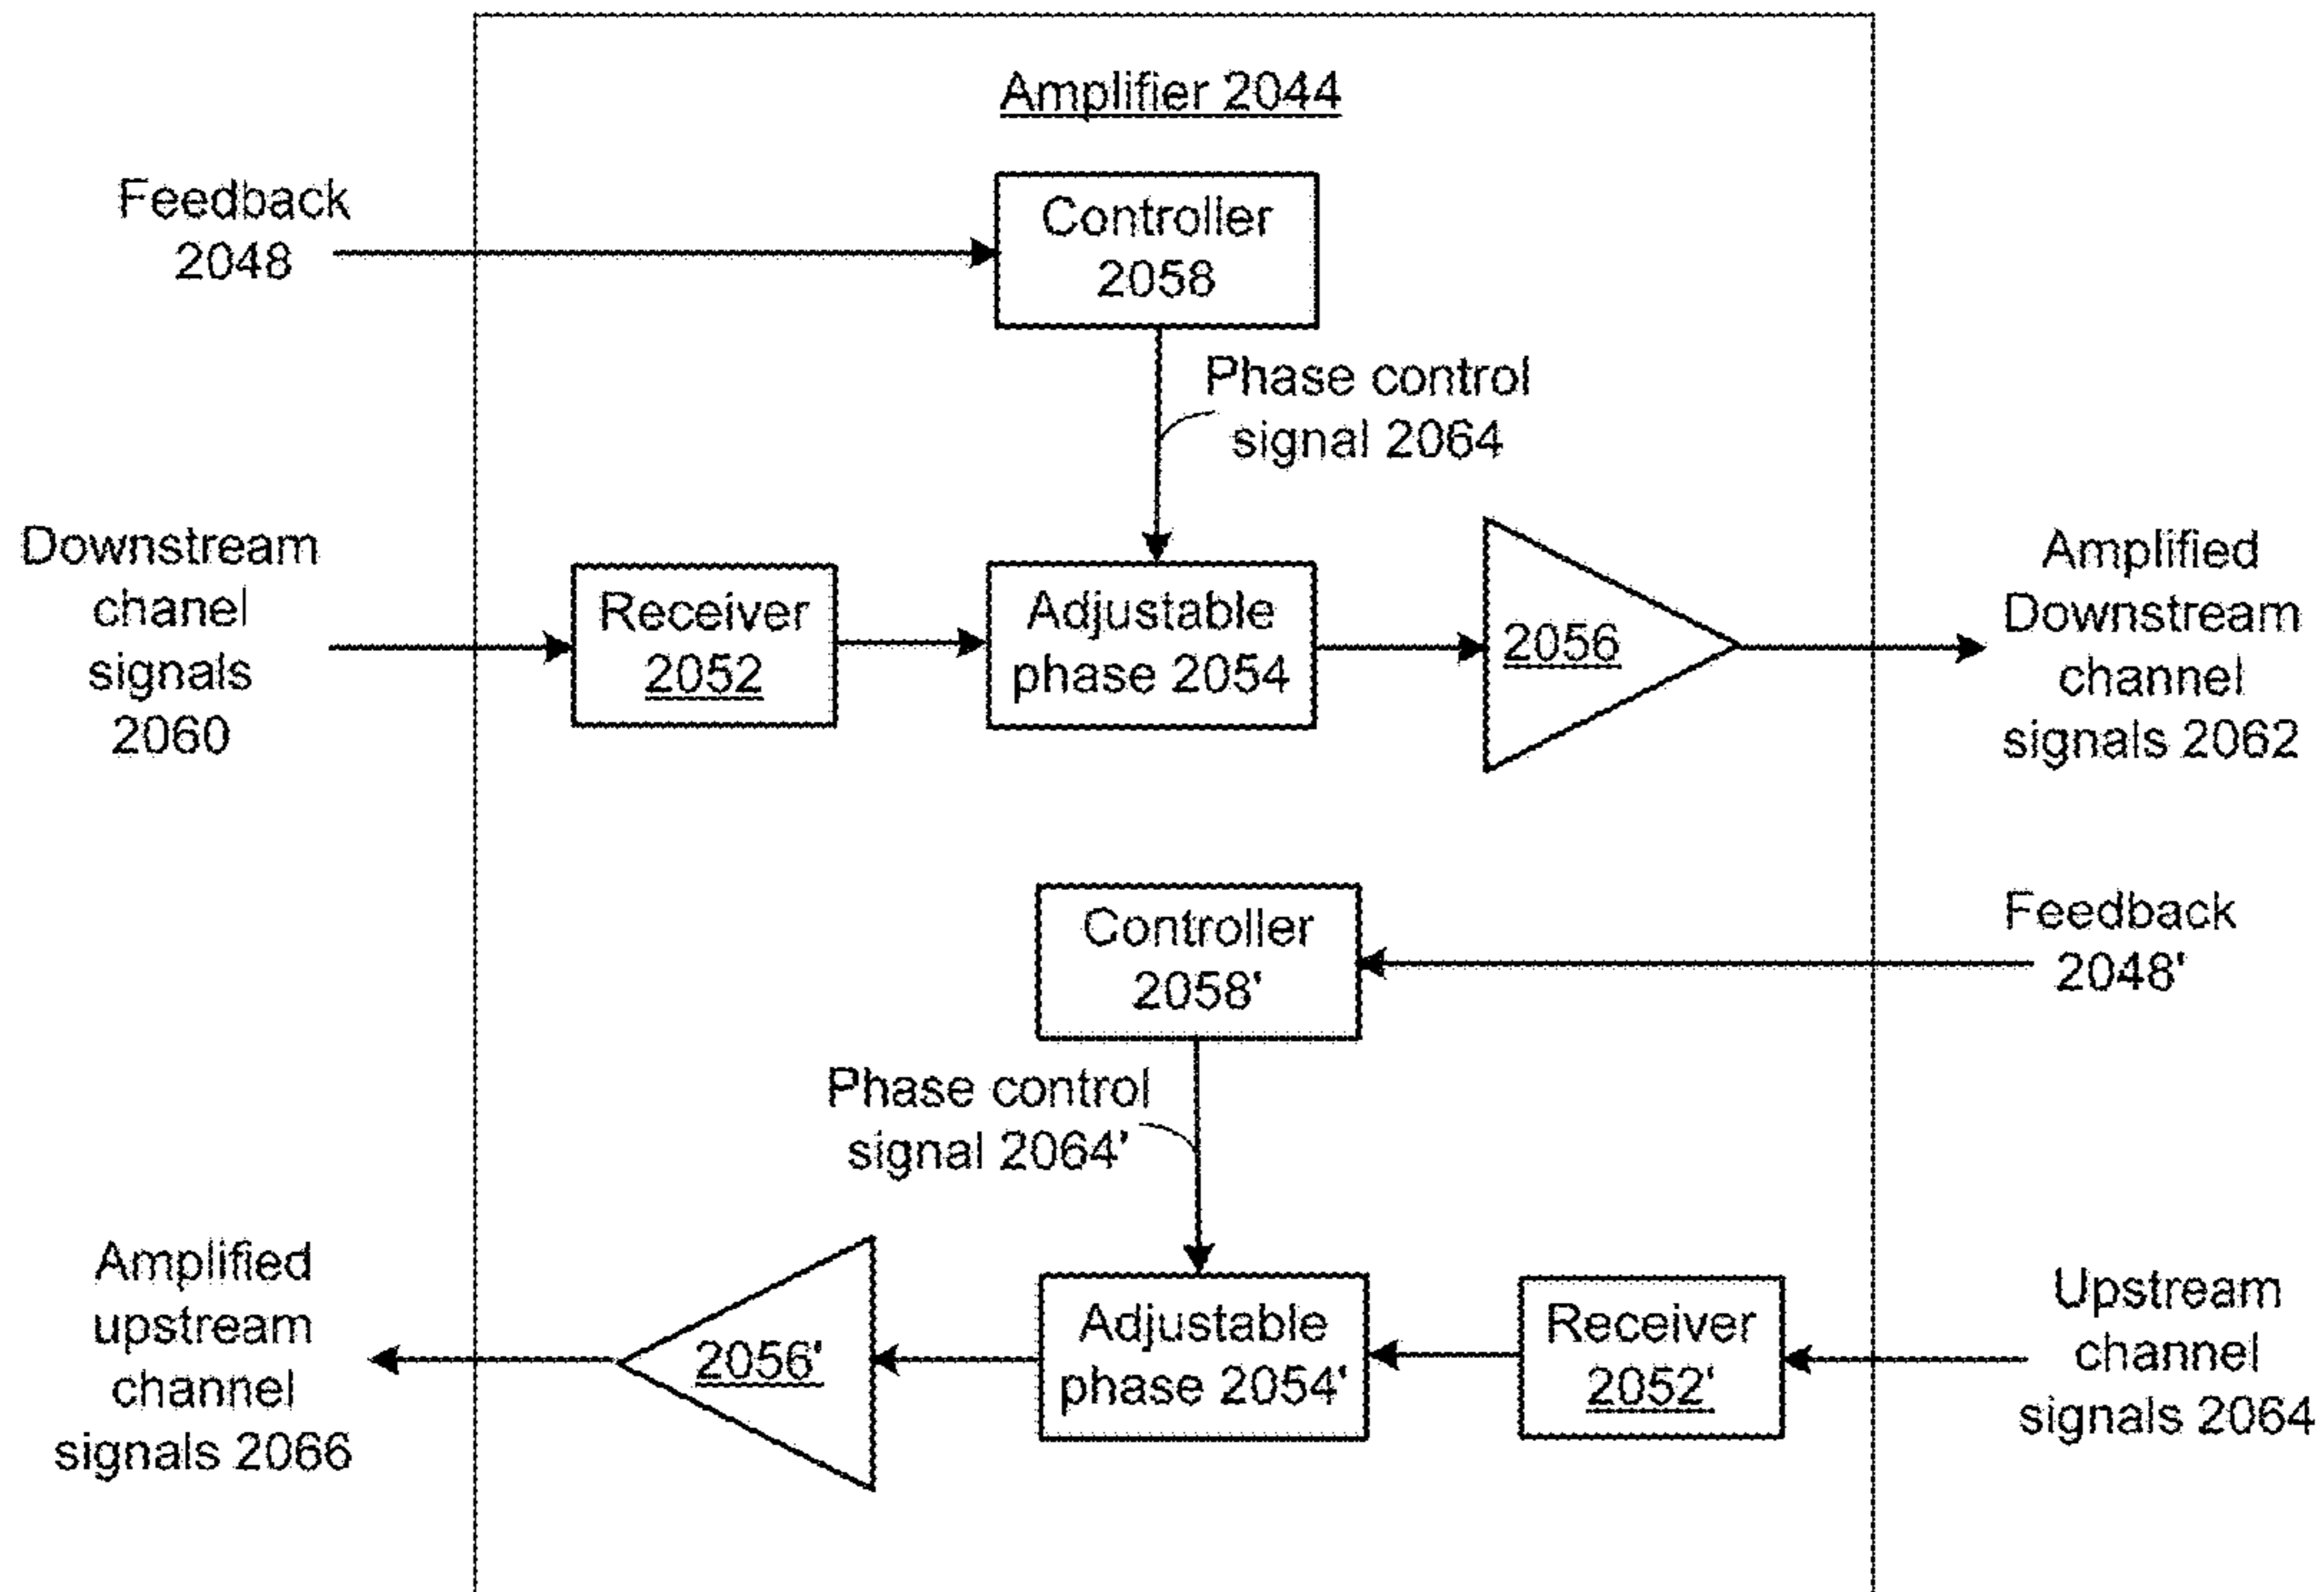 Amplifier 2044
Feedback
2048
Controller
2058
Phase control
signal 2064
Downstream
chanel
signals
2060
Receiver
2052
Adjustable
phase 2054
2056
Amplified
Downstream
channel
signals 2062
Controller
2058'
Feedback
2048'
Phase control
signal 2064'
Amplified
upstream
channel
signals 2066
2056'
Adjustable
phase 2054'
Receiver
2052'
Upstream
channel
signals 2064